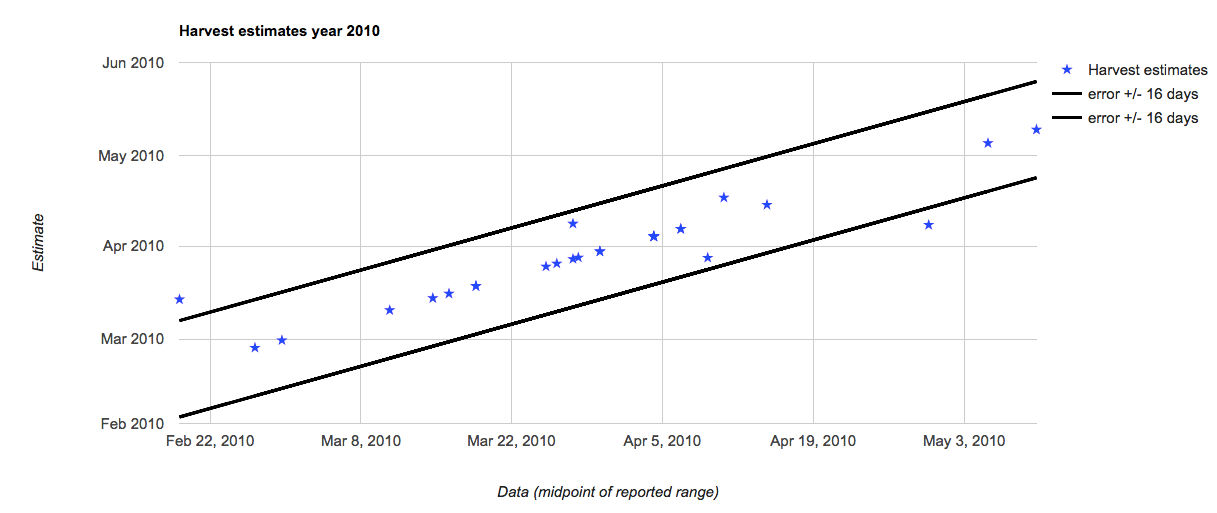 Harvest estimates year 2010
Jun 2010
May 2010
Apr 2010
Mar 2010
Feb 2010
Estimate
Feb 22, 2010 Mar 8, 2010 Mar 22, 2010 Apr 5, 2010 Apr 19, 2010 May 3, 2010
Data (midpoint of reported range)
Harvest estimates
error +/- 16 days
error +/- 16 days